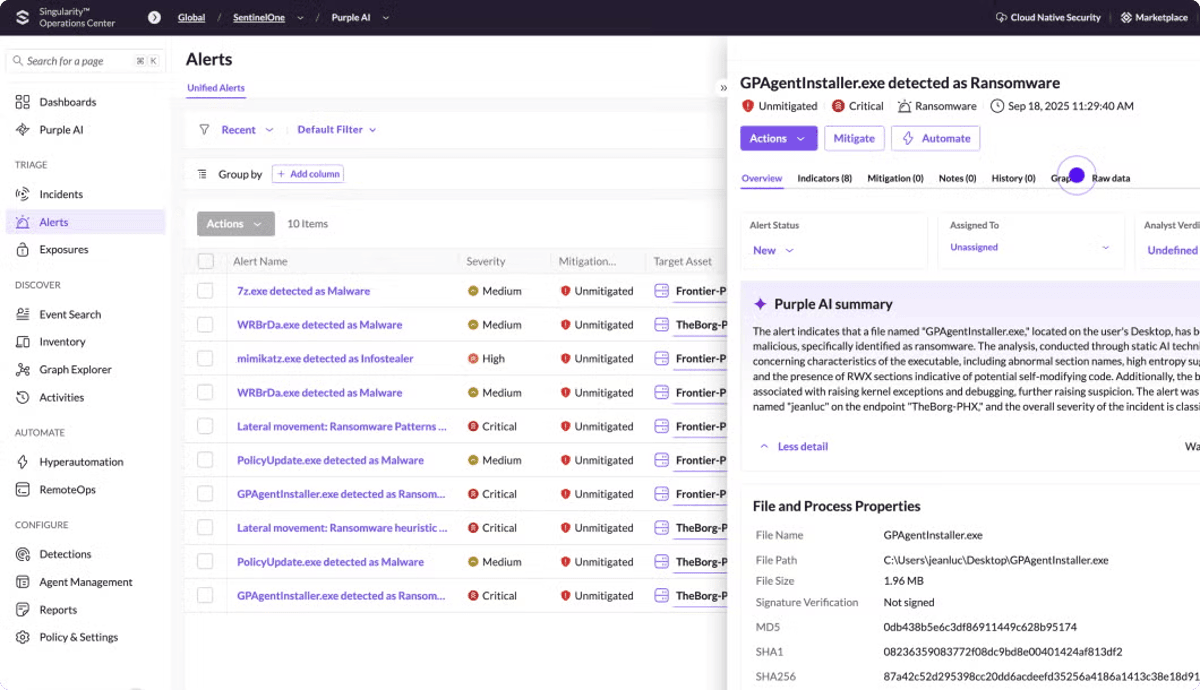 Singularity™
Operations Center
Global / SentinelOne / Purple AI
Cloud Native Security
Marketplace
Search for a page ⌘ K
Dashboards
Purple AI
TRIAGE
Incidents
Alerts
Exposures
DISCOVER
Event Search
Inventory
Graph Explorer
Activities
AUTOMATE
Hyperautomation
RemoteOps
CONFIGURE
Detections
Agent Management
Reports
Policy & Settings
Alerts
Unified Alerts
Recent Default Filter
Group by + Add column
Actions 10 Items
Alert Name Severity Mitigation... Target Asset
7z.exe detected as Malware Medium Unmitigated Frontier-P
WRBrDa.exe detected as Malware Medium Unmitigated TheBorg-P
mimikatz.exe detected as Infostealer High Unmitigated Frontier-P
WRBrDa.exe detected as Malware Medium Unmitigated Frontier-P
Lateral movement: Ransomware Patterns ... Critical Unmitigated Frontier-P
PolicyUpdate.exe detected as Malware Medium Unmitigated Frontier-P
GPAgentInstaller.exe detected as Ransom... Critical Unmitigated Frontier-P
Lateral movement: Ransomware heuristic ... Critical Unmitigated TheBorg-P
PolicyUpdate.exe detected as Malware Medium Unmitigated TheBorg-P
GPAgentInstaller.exe detected as Ransom... Critical Unmitigated TheBorg-P
»
GPAgentInstaller.exe detected as Ransomware
Unmitigated Critical Ransomware Sep 18, 2025 11:29:40 AM
Actions Mitigate Automate
Overview Indicators (8) Mitigation (0) Notes (0) History (0) Grap Raw data
Alert Status
New
Assigned To
Unassigned
Analyst Verdi
Undefined
Purple AI summary
The alert indicates that a file named "GPAgentInstaller.exe," located on the user's Desktop, has b
malicious, specifically identified as ransomware. The analysis, conducted through static AI techni
concerning characteristics of the executable, including abnormal section names, high entropy su
and the presence of RWX sections indicative of potential self-modifying code. Additionally, the b
associated with raising kernel exceptions and debugging, further raising suspicion. The alert was
named "jeanluc" on the endpoint "TheBorg-PHX," and the overall severity of the incident is classi
Less detail Wa
File and Process Properties
File Name GPAgentInstaller.exe
File Path C:\Users\jeanluc\Desktop\GPAgentInstaller.exe
File Size 1.96 MB
Signature Verification Not signed
MD5 0db438b5e6c3df86911449c628b95174
SHA1 08236359083772f08dc9bd8e00401424af813df2
SHA256 87a42c52d295398cc20dd6acdeefd35256a4186a1413c38e18d91